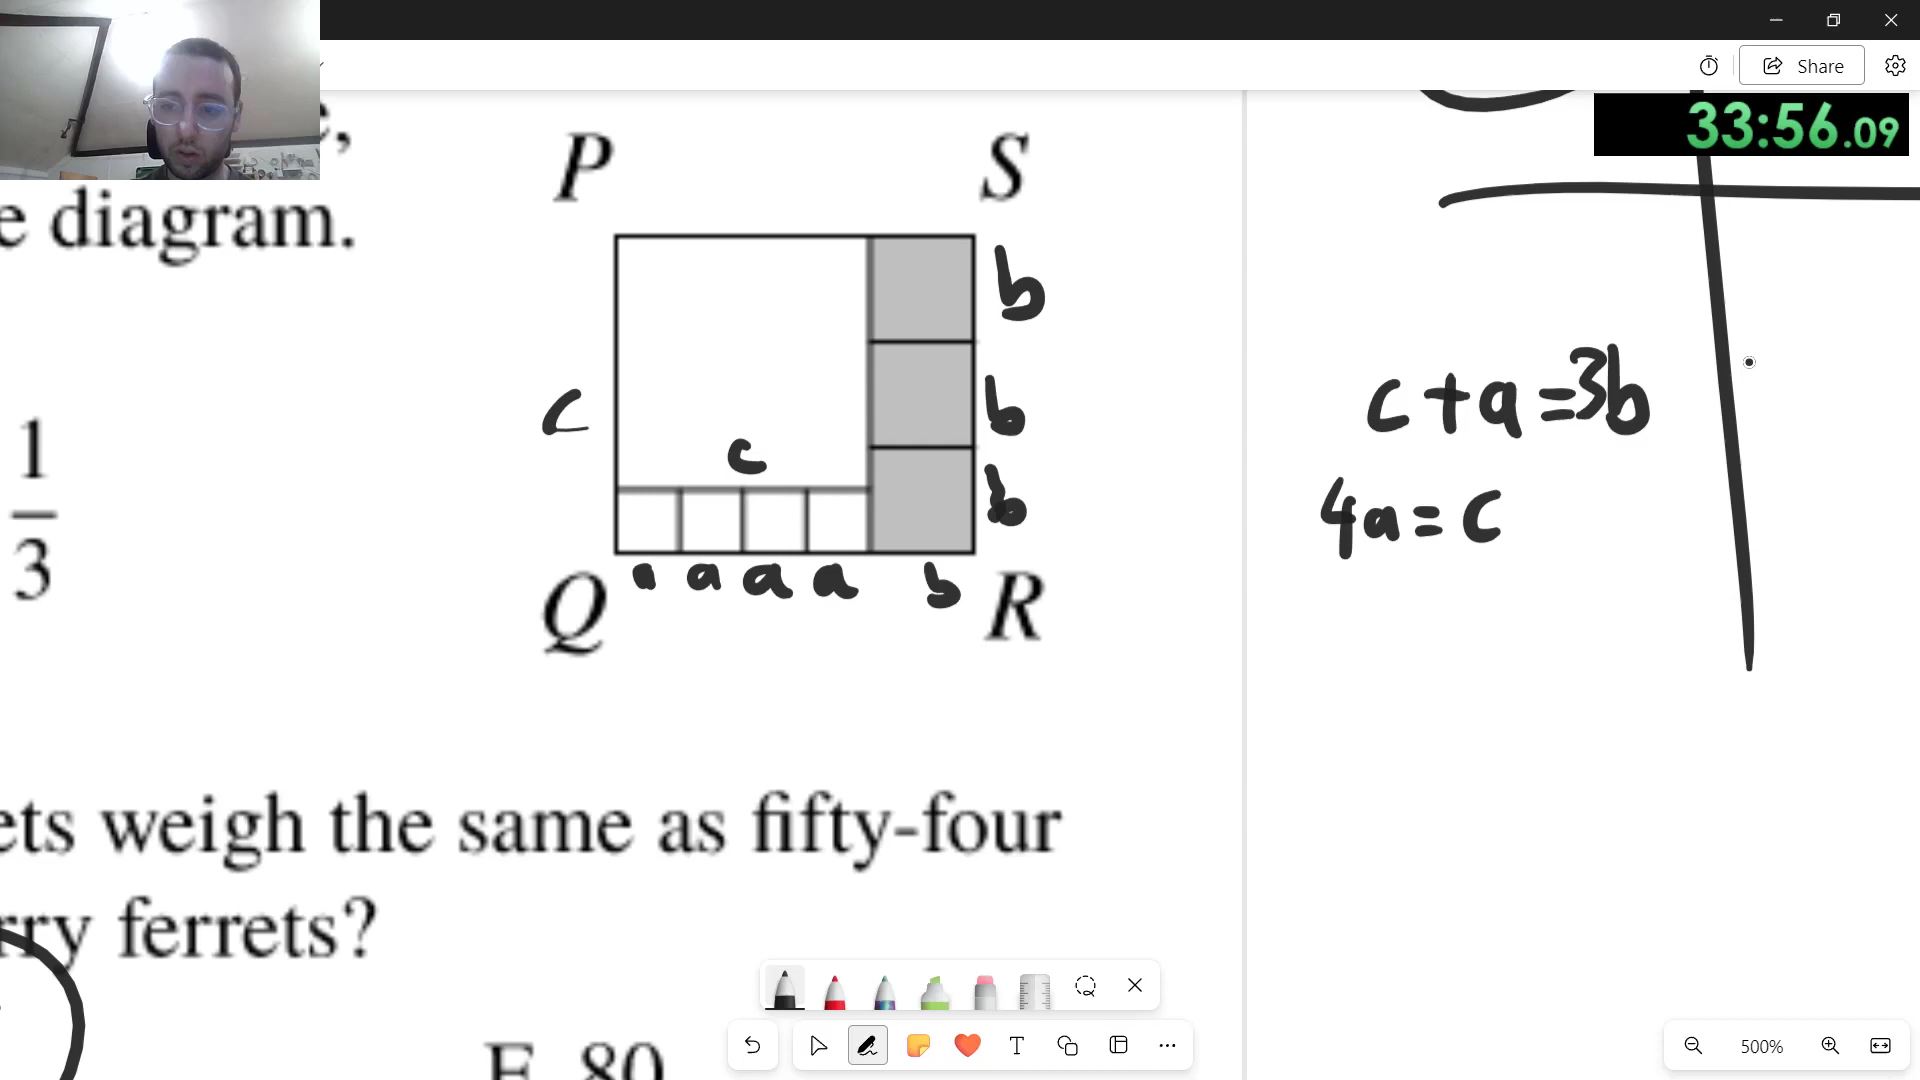 Share
33:56.09
e,
e diagram.
P S
b
c
b
c
b
a a a a b
Q R
1
3
c+a=3b
4a=c
ets weigh the same as fifty-four
rry ferrets?
E 80
T
500%